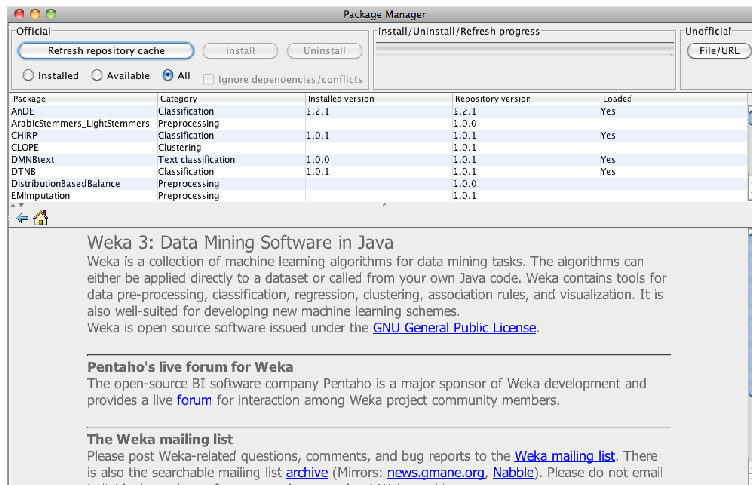 Package Manager
Official
Install/Uninstall/Refresh progress
Unofficial
Refresh repository cache
Install
Uninstall
File/URL
Installed
Available
All
Ignore dependencies/conflicts
Package Category Installed version Repository version Loaded
AnDE Classification 1.2.1 1.2.1 Yes
ArabicStemmers_LightStemmers Preprocessing 1.0.0
CHIRP Classification 1.0.1 1.0.1 Yes
CLOPE Clustering 1.0.1
DMNBtext Text classification 1.0.0 1.0.1 Yes
DTNB Classification 1.0.1 1.0.1 Yes
DistributionBasedBalance Preprocessing 1.0.0
EMImputation Preprocessing 1.0.1
Weka 3: Data Mining Software in Java
Weka is a collection of machine learning algorithms for data mining tasks. The algorithms can
either be applied directly to a dataset or called from your own Java code. Weka contains tools for
data pre-processing, classification, regression, clustering, association rules, and visualization. It is
also well-suited for developing new machine learning schemes.
Weka is open source software issued under the GNU General Public License.
Pentaho's live forum for Weka
The open-source BI software company Pentaho is a major sponsor of Weka development and
provides a live forum for interaction among Weka project community members.
The Weka mailing list
Please post Weka-related questions, comments, and bug reports to the Weka mailing list. There
is also the searchable mailing list archive (Mirrors: news.gmane.org, Nabble). Please do not email